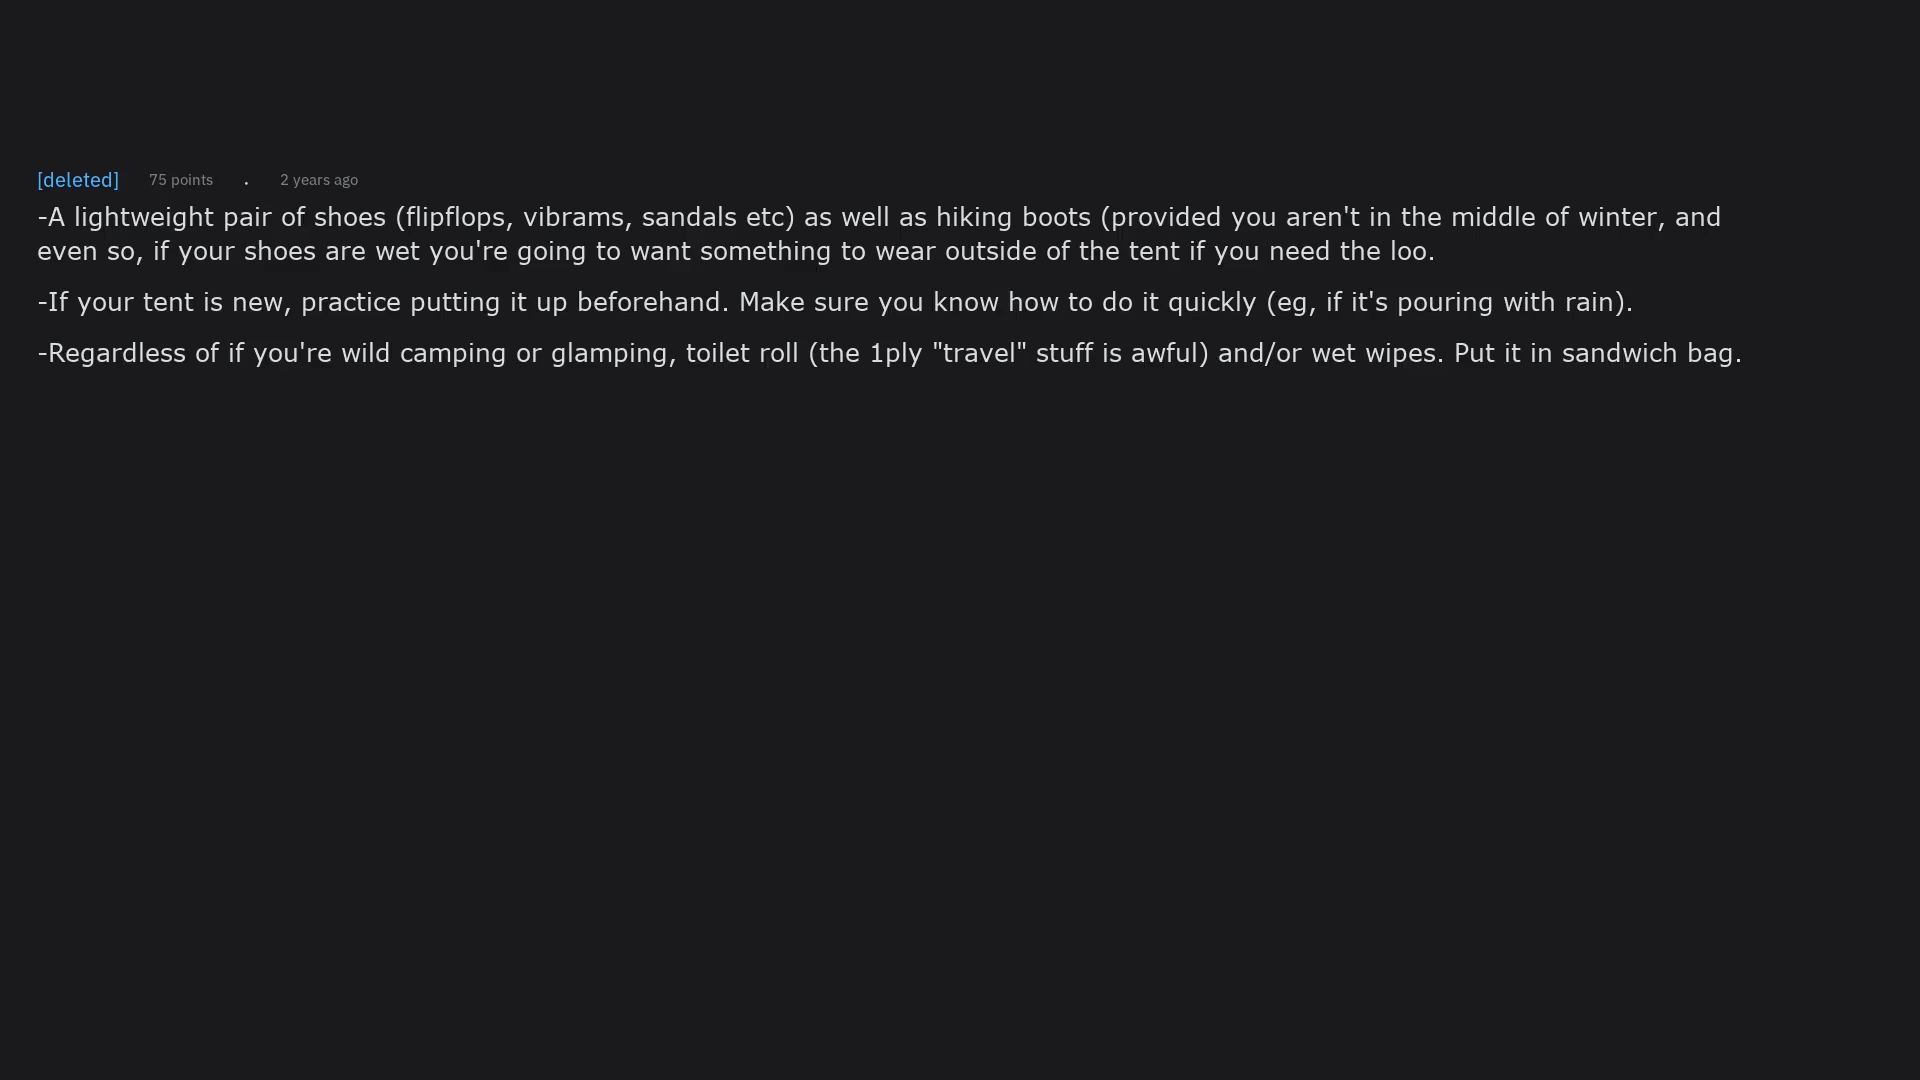 [deleted] 75 points . 2 years ago
-A lightweight pair of shoes (flipflops, vibrams, sandals etc) as well as hiking boots (provided you aren't in the middle of winter, and
even so, if your shoes are wet you're going to want something to wear outside of the tent if you need the loo.
-If your tent is new, practice putting it up beforehand. Make sure you know how to do it quickly (eg, if it's pouring with rain).
-Regardless of if you're wild camping or glamping, toilet roll (the 1ply "travel" stuff is awful) and/or wet wipes. Put it in sandwich bag.